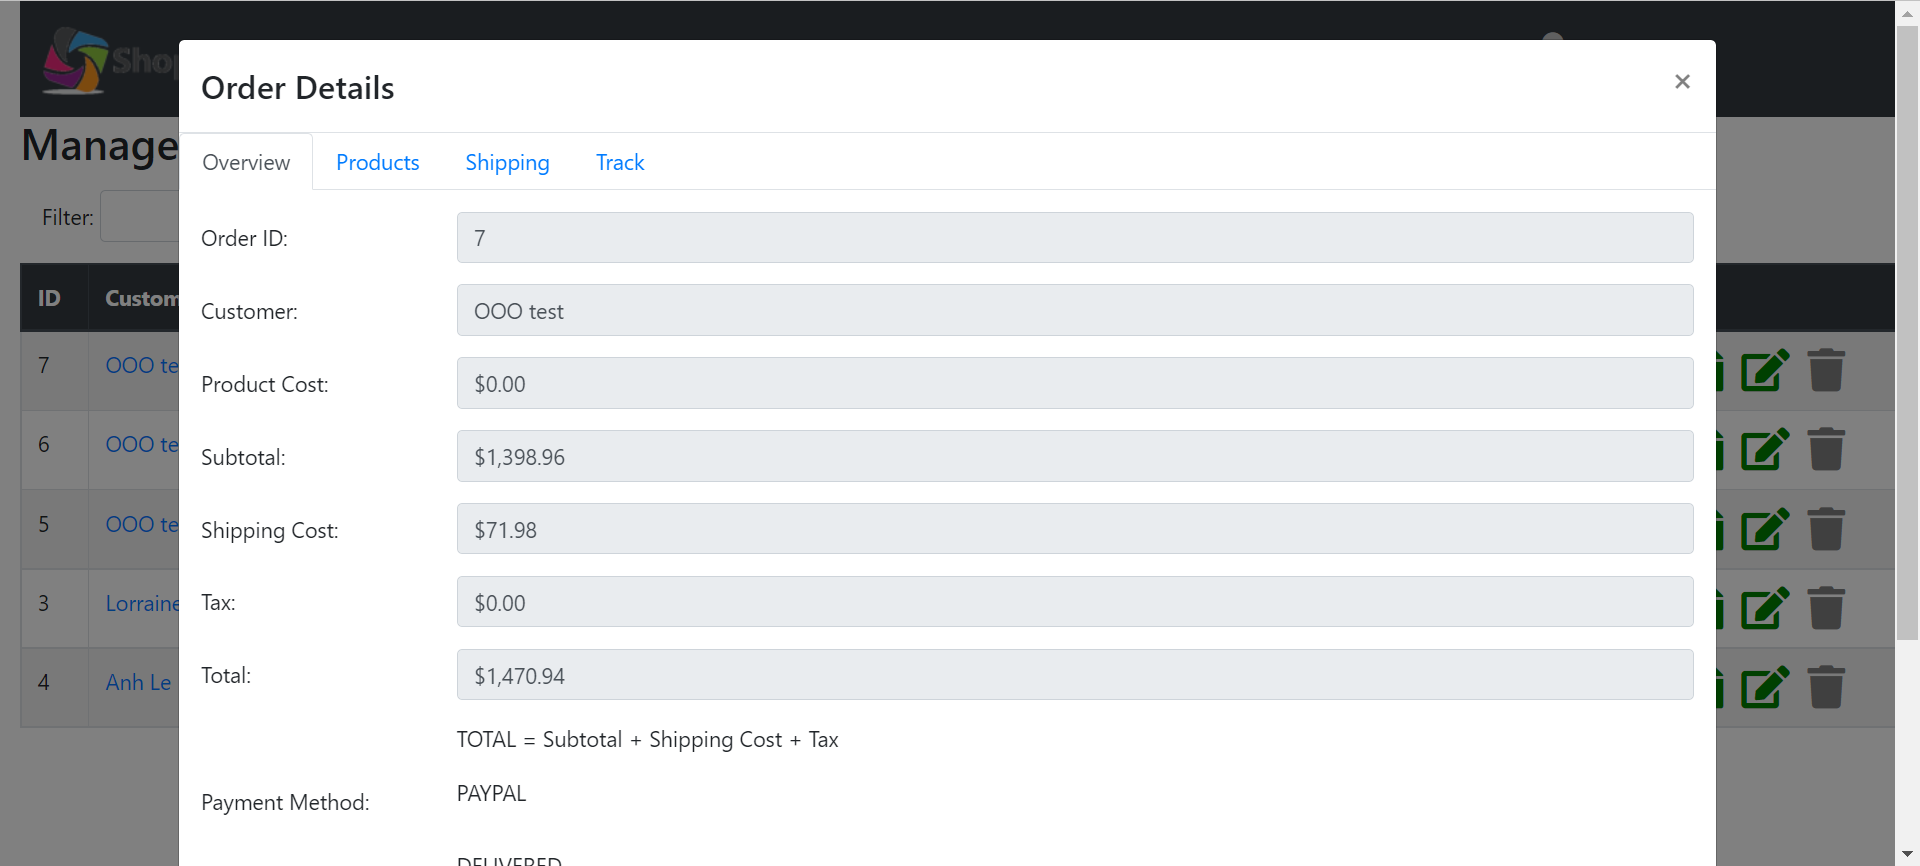 Shop
Order Details
×
Manage
Overview Products Shipping Track
Filter:
Order ID: 7
Customer: OOO test
Product Cost: $0.00
Subtotal: $1,398.96
Shipping Cost: $71.98
Tax: $0.00
Total: $1,470.94
TOTAL = Subtotal + Shipping Cost + Tax
Payment Method: PAYPAL
DELIVERED
ID Custom
7 OOO te
6 OOO te
5 OOO te
3 Lorraine
4 Anh Le